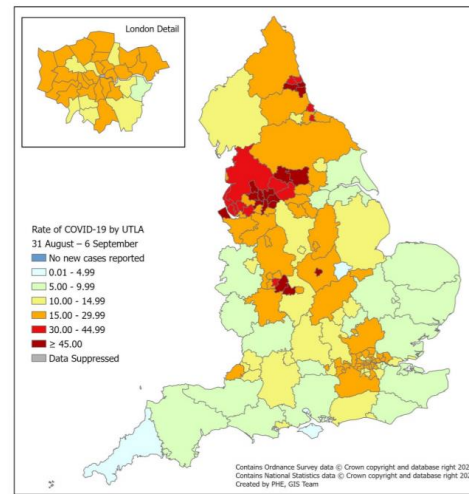 London Detail
Rate of COVID-19 by UTLA
31 August – 6 September
No new cases reported
0.01 - 4.99
5.00 - 9.99
10.00 - 14.99
15.00 - 29.99
30.00 - 44.99
≥ 45.00
Data Suppressed
Contains Ordnance Survey data © Crown copyright and database right 202
Contains National Statistics data © Crown copyright and database right 202
Created by PHE, GIS Team